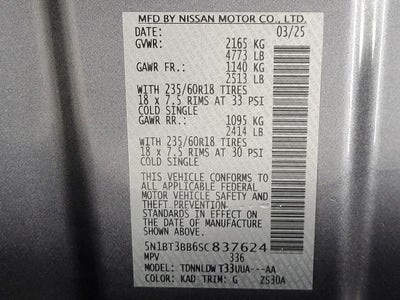 MFD BY NISSAN MOTOR CO., LTD.
DATE: 03/25
GVWR: 2165 KG
4773 LB
GAWR FR.: 1140 KG
2513 LB
WITH 235/60R18 TIRES
18 x 7.5 RIMS AT 33 PSI
COLD SINGLE
GAWR RR.: 1095 KG
2414 LB
WITH 235/60R18 TIRES
18 x 7.5 RIMS AT 30 PSI
COLD SINGLE
THIS VEHICLE CONFORMS TO
ALL APPLICABLE FEDERAL
MOTOR VEHICLE SAFETY AND
THEFT PREVENTION
STANDARDS IN EFFECT ON
THE DATE OF MANUFACTURE
SHOWN ABOVE.
5N1BT3BB6SC837624
MPV 336
MODEL: TDNNLDWT33UUA---AA
COLOR: KAD TRIM: G ZS30A